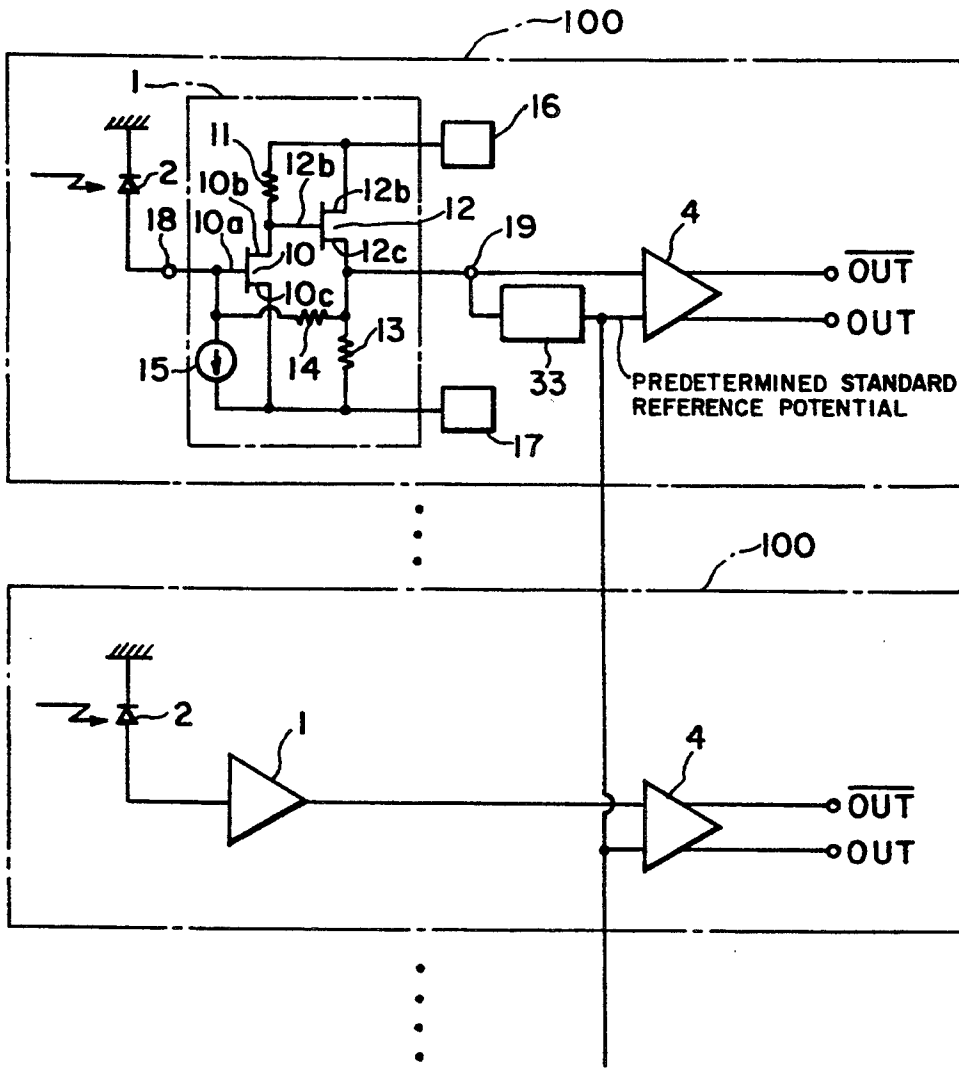 100
1
16
11
12b
2
10b
12b
12
4
18
10a
19
OUT
10
12c
10c
OUT
13
15
14
33
PREDETERMINED STANDARD
REFERENCE POTENTIAL
17
100
2
1
4
OUT
OUT